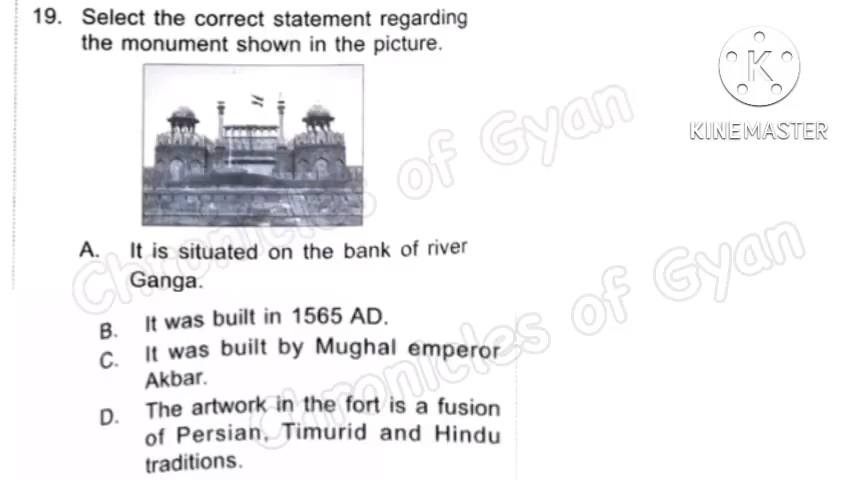 19. Select the correct statement regarding
the monument shown in the picture.
K
KINEMASTER
A. It is situated on the bank of river
Ganga.
B. It was built in 1565 AD.
C. It was built by Mughal emperor
Akbar.
D. The artwork in the fort is a fusion
of Persian, Timurid and Hindu
traditions.
Chronicles of Gyan
Chronicles of Gyan